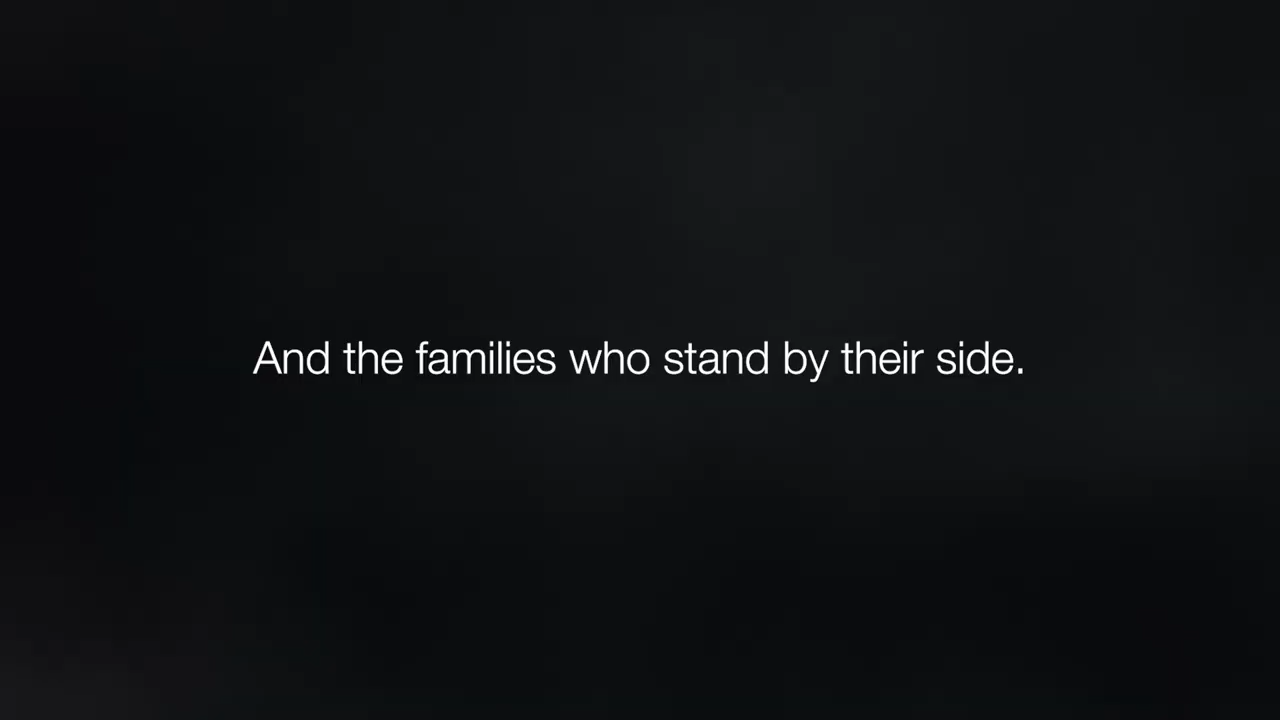 And the families who stand by their side.